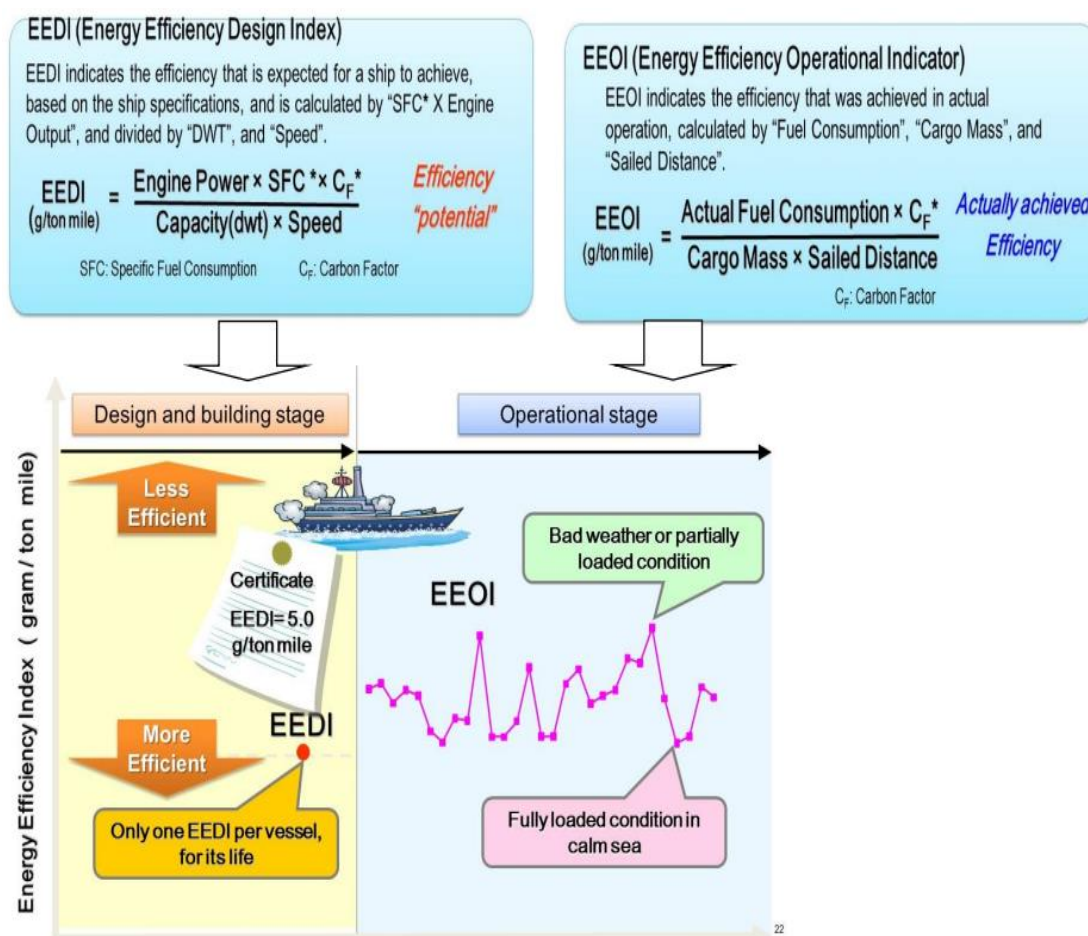 EEDI (Energy Efficiency Design Index)
EEDI indicates the efficiency that is expected for a ship to achieve,
based on the ship specifications, and is calculated by “SFC* X Engine
Output”, and divided by “DWT”, and “Speed”.
EEDI
(g/ton mile)
=
Engine Power × SFC * × C_F*
Capacity(dwt) × Speed
Efficiency
“potential”
SFC: Specific Fuel Consumption C_F: Carbon Factor
EEOI (Energy Efficiency Operational Indicator)
EEOI indicates the efficiency that was achieved in actual
operation, calculated by “Fuel Consumption”, “Cargo Mass”, and
“Sailed Distance”.
EEOI
(g/ton mile)
=
Actual Fuel Consumption × C_F*
Cargo Mass × Sailed Distance
Actually achieved
Efficiency
C_F: Carbon Factor
Design and building stage
Operational stage
Energy Efficiency Index ( gram / ton mile)
Less
Efficient
Certificate
EEDI= 5.0
g/ton mile
EEDI
More
Efficient
Only one EEDI per vessel,
for its life
EEOI
Bad weather or partially
loaded condition
Fully loaded condition in
calm sea
22